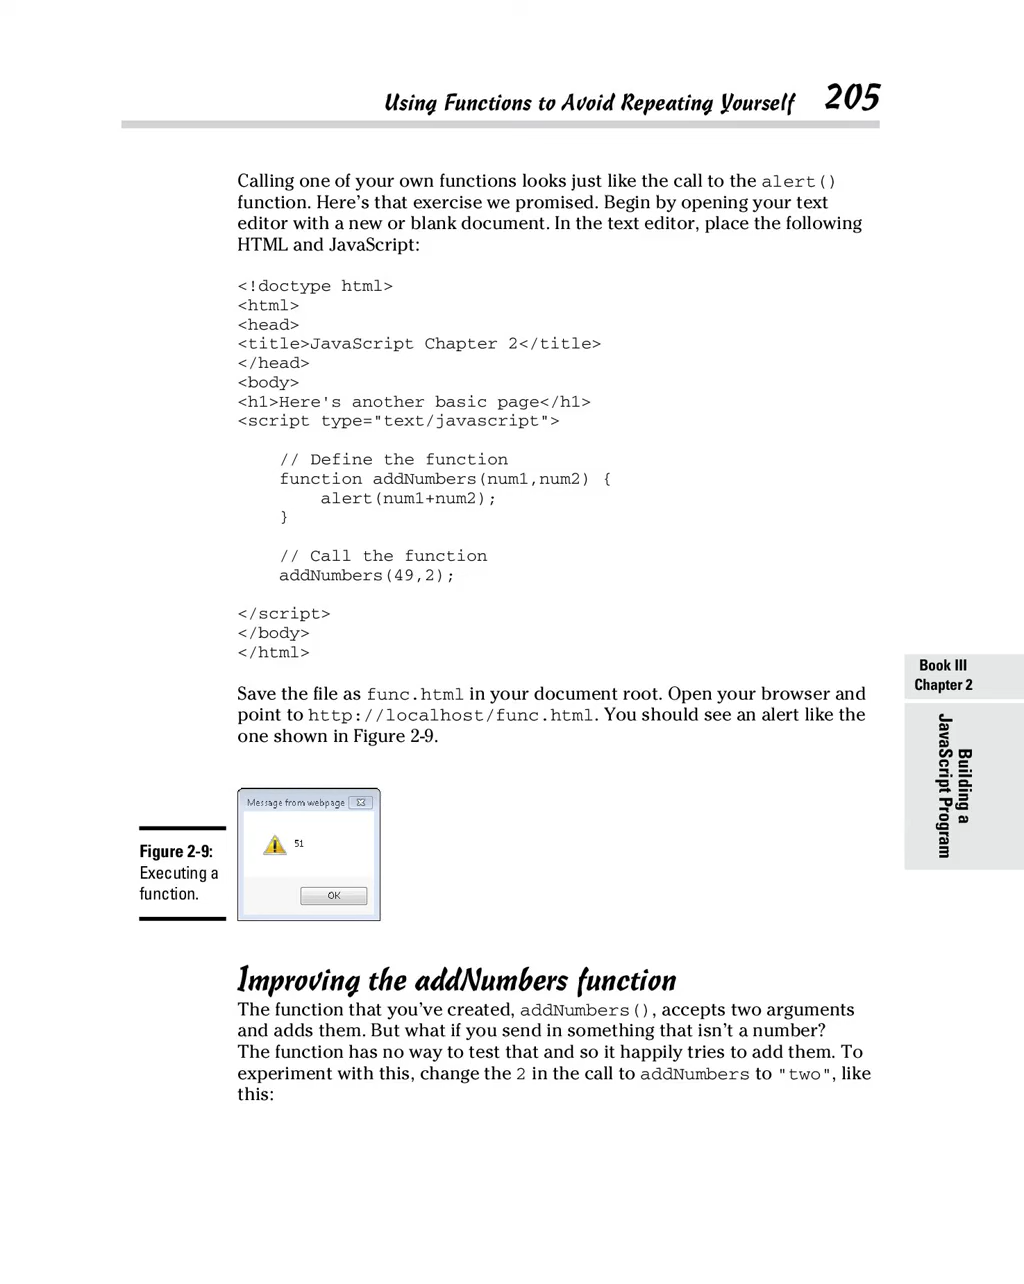 Using Functions to Avoid Repeating Yourself 205
Calling one of your own functions looks just like the call to the alert()
function. Here’s that exercise we promised. Begin by opening your text
editor with a new or blank document. In the text editor, place the following
HTML and JavaScript:
<!doctype html>
<html>
<head>
<title>JavaScript Chapter 2</title>
</head>
<body>
<h1>Here's another basic page</h1>
<script type="text/javascript">
    // Define the function
    function addNumbers(num1,num2) {
        alert(num1+num2);
    }
    // Call the function
    addNumbers(49,2);
</script>
</body>
</html>
Save the file as func.html in your document root. Open your browser and
point to http://localhost/func.html. You should see an alert like the
one shown in Figure 2-9.
Message from webpage
51
OK
Figure 2-9:
Executing a
function.
Improving the addNumbers function
The function that you’ve created, addNumbers(), accepts two arguments
and adds them. But what if you send in something that isn’t a number?
The function has no way to test that and so it happily tries to add them. To
experiment with this, change the 2 in the call to addNumbers to "two", like
this:
Book III
Chapter 2
Building a
JavaScript Program